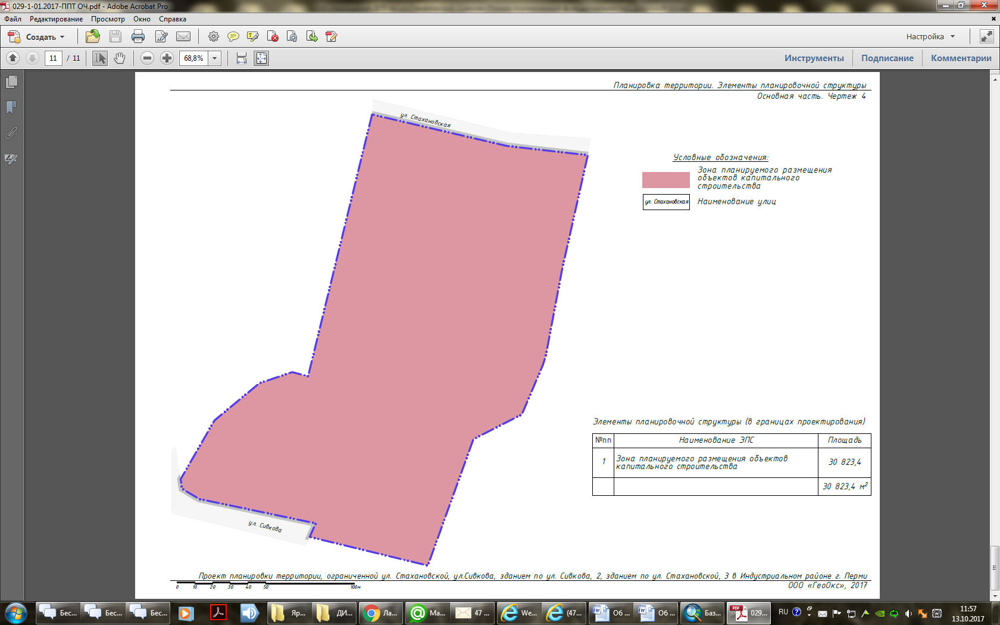 029-1-01.2017-ППТ ОЧ.pdf - Adobe Acrobat Pro
Файл Редактирование Просмотр Окно Справка
Создать
Настройка
11 / 11
68,8%
Инструменты Подписание Комментарии
Планировка территории. Элементы планировочной структуры
Основная часть. Чертеж 4
ул. Стахановская
Условные обозначения:
Зона планируемого размещения
объектов капитального
строительства
ул. Стахановская
Наименование улиц
Элементы планировочной структуры (в границах проектирования)
№пп Наименование ЭПС Площадь
1 Зона планируемого размещения объектов
капитального строительства
30 823,4
30 823,4 м²
ул. Сивкова
Проект планировки территории, ограниченной ул. Стахановской, ул.Сивкова, зданием по ул. Сивкова, 2, зданием по ул. Стахановской, 3 в Индустриальном районе г. Перми
ООО «ГеоОкс», 2017
0 10 20 30 40 50 100м
Бес... Бес... Бес... Яр... ДИ... Ла... Ма... 47 ... We... (47... Об ... Об ... Баз... 029... RU
11:57
13.10.2017